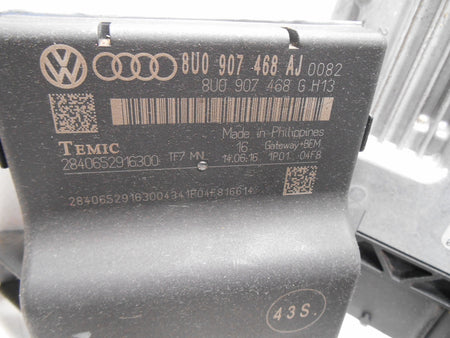 8U0 907 468 AJ 0082
8U0 907 468 G H13
Made in Philippines
TEMIC 16 Gateway+BEM
2840652916300 TF7 MN 14.06.16 1P01 04F8
28406529163004341F04F816614
43S.